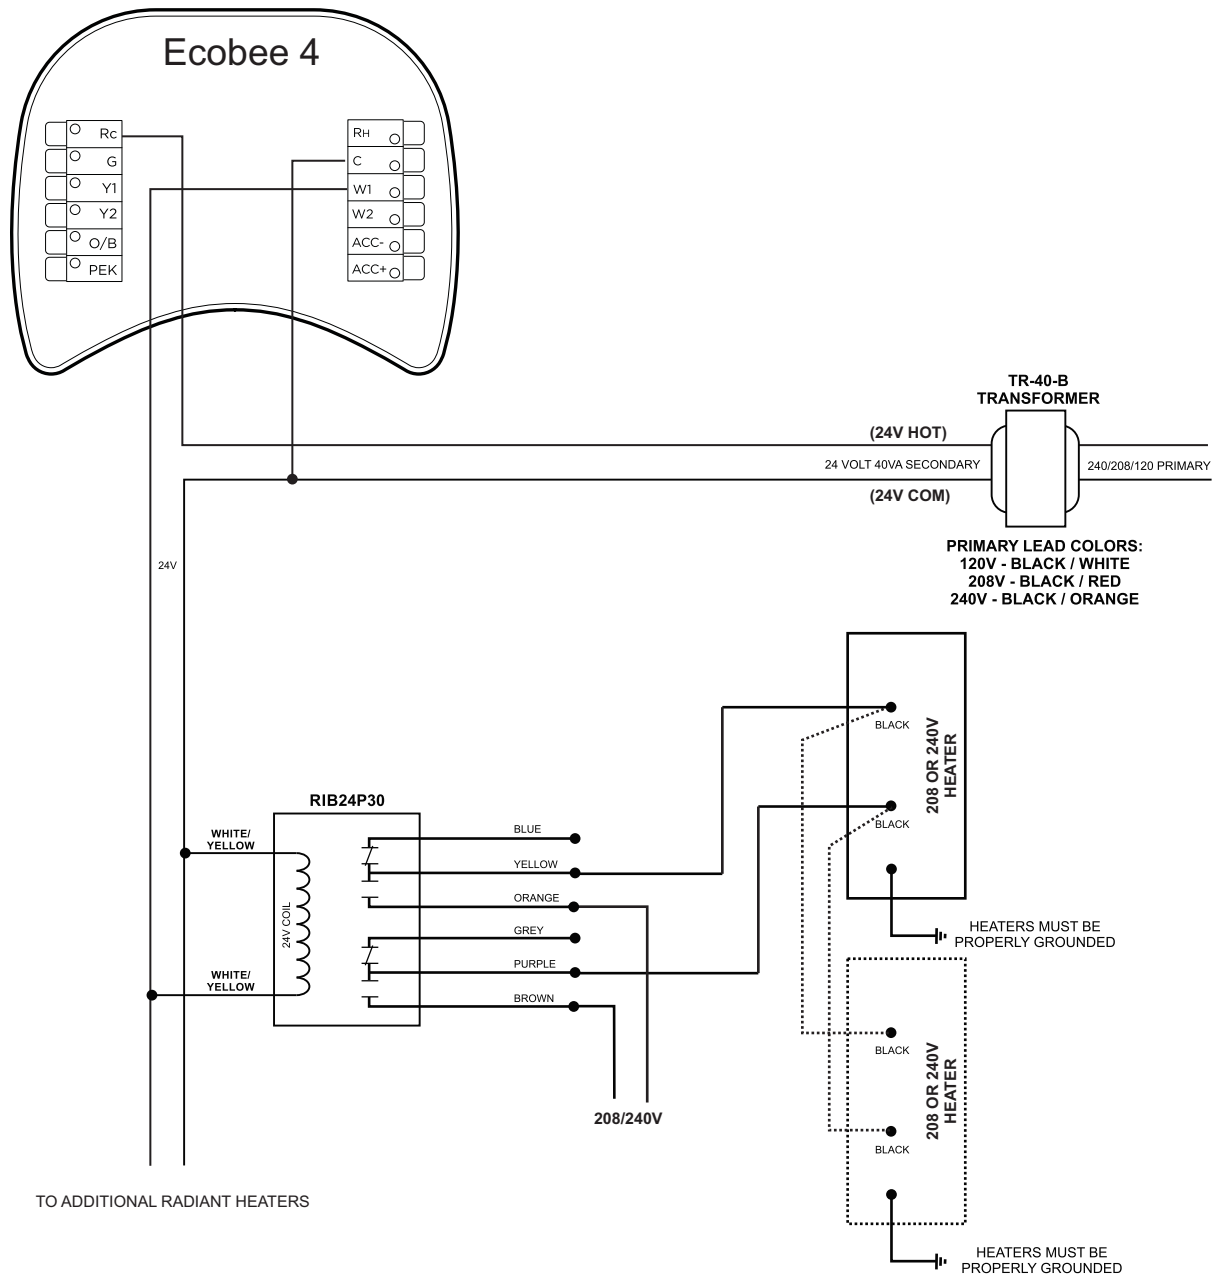 Ecobee 4
Rc
G
Y1
Y2
O/B
PEK
RH
C
W1
W2
ACC-
ACC+
TR-40-B
TRANSFORMER
(24V HOT)
24 VOLT 40VA SECONDARY
240/208/120 PRIMARY
(24V COM)
PRIMARY LEAD COLORS:
120V - BLACK / WHITE
208V - BLACK / RED
240V - BLACK / ORANGE
24V
BLACK
208 OR 240V
HEATER
BLACK
RIB24P30
WHITE/
YELLOW
24V COIL
WHITE/
YELLOW
BLUE
YELLOW
ORANGE
GREY
PURPLE
BROWN
208/240V
HEATERS MUST BE
PROPERLY GROUNDED
BLACK
208 OR 240V
HEATER
BLACK
TO ADDITIONAL RADIANT HEATERS
HEATERS MUST BE
PROPERLY GROUNDED